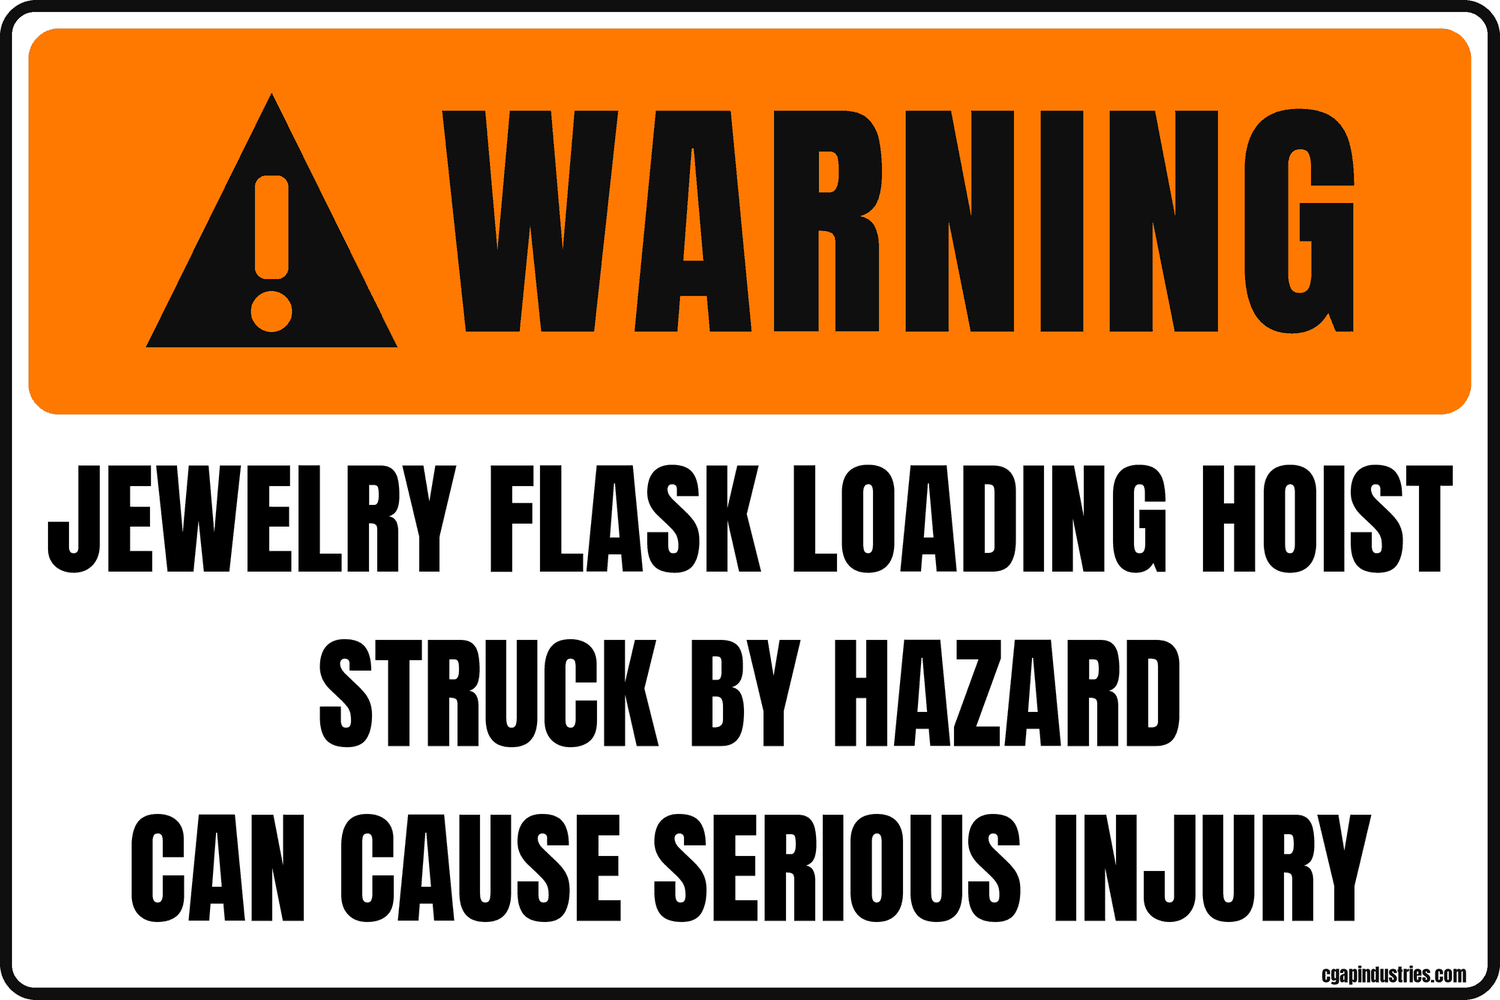 WARNING
JEWELRY FLASK LOADING HOIST
STRUCK BY HAZARD
CAN CAUSE SERIOUS INJURY
cgapindustries.com